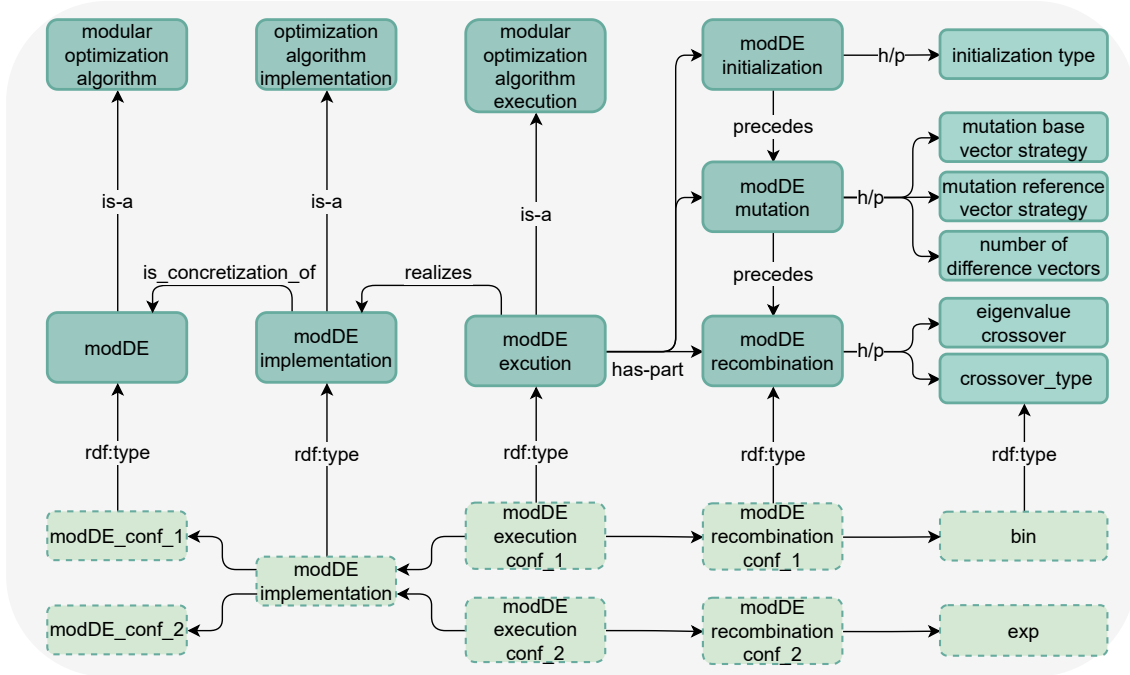 modular
optimization
algorithm
optimization
algorithm
implementation
modular
optimization
algorithm
execution
modDE
initialization
h/p
initialization type
precedes
mutation base
vector strategy
is-a
is-a
is-a
modDE
mutation
h/p
mutation reference
vector strategy
number of
difference vectors
is_concretization_of
realizes
precedes
modDE
modDE
implementation
modDE
excution
has-part
modDE
recombination
h/p
eigenvalue
crossover
crossover_type
rdf:type
rdf:type
rdf:type
rdf:type
rdf:type
modDE_conf_1
modDE
execution
conf_1
modDE
recombination
conf_1
bin
modDE
implementation
modDE_conf_2
modDE
execution
conf_2
modDE
recombination
conf_2
exp